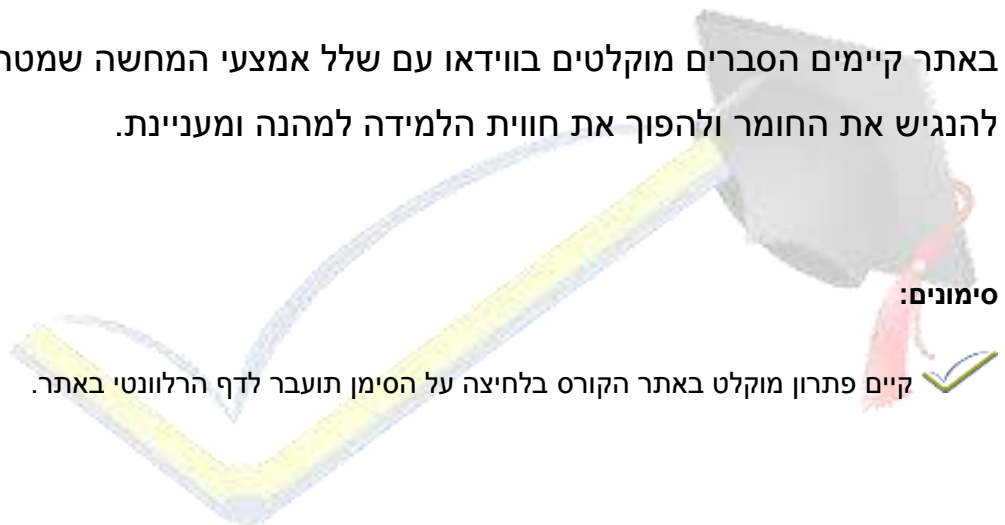 באתר קיימים הסברים מוקלטים בווידאו עם שלל אמצעי המחשה
להנגיש את החומר ולהפוך את חווית הלמידה למהנה ומעניינת.
סימונים:
קיים פתרון מוקלט באתר הקורס בלחיצה על הסימן תועבר לדף הרלוונטי באתר.